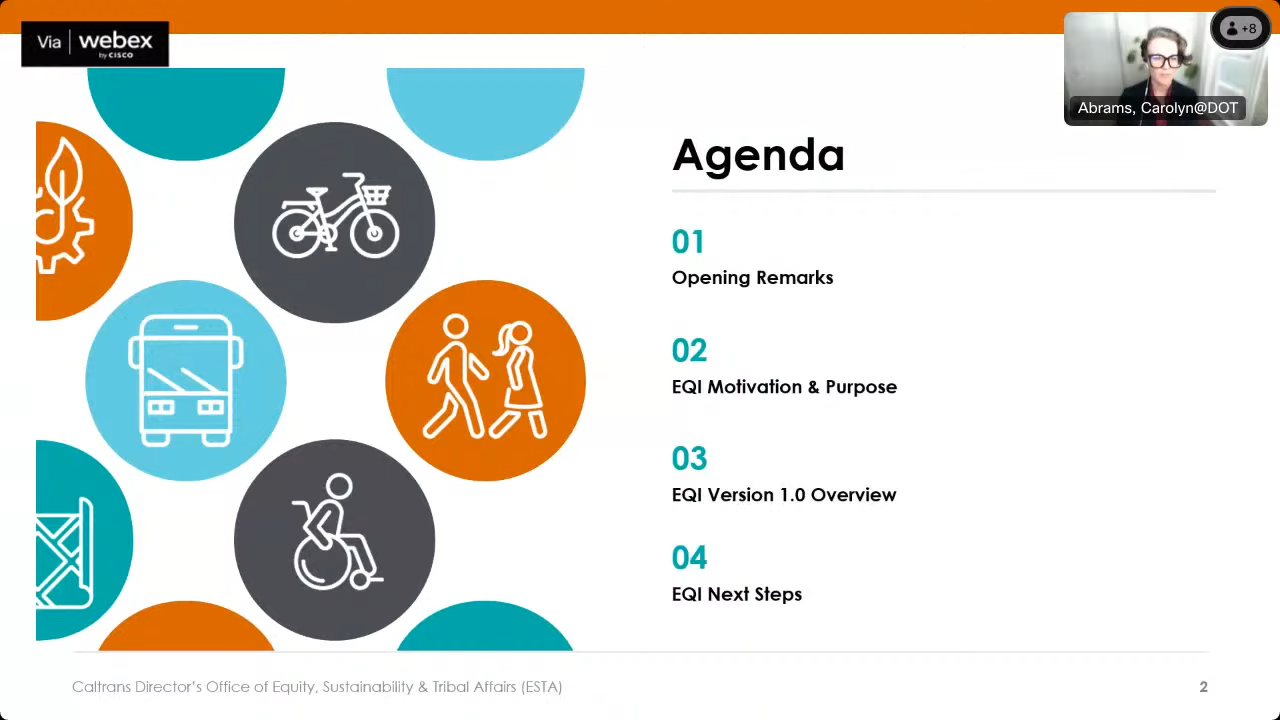 Via | webex
by CISCO
+8
Abrams, Carolyn@DOT
Agenda
01
Opening Remarks
02
EQI Motivation & Purpose
03
EQI Version 1.0 Overview
04
EQI Next Steps
Caltrans Director’s Office of Equity, Sustainability & Tribal Affairs (ESTA)
2